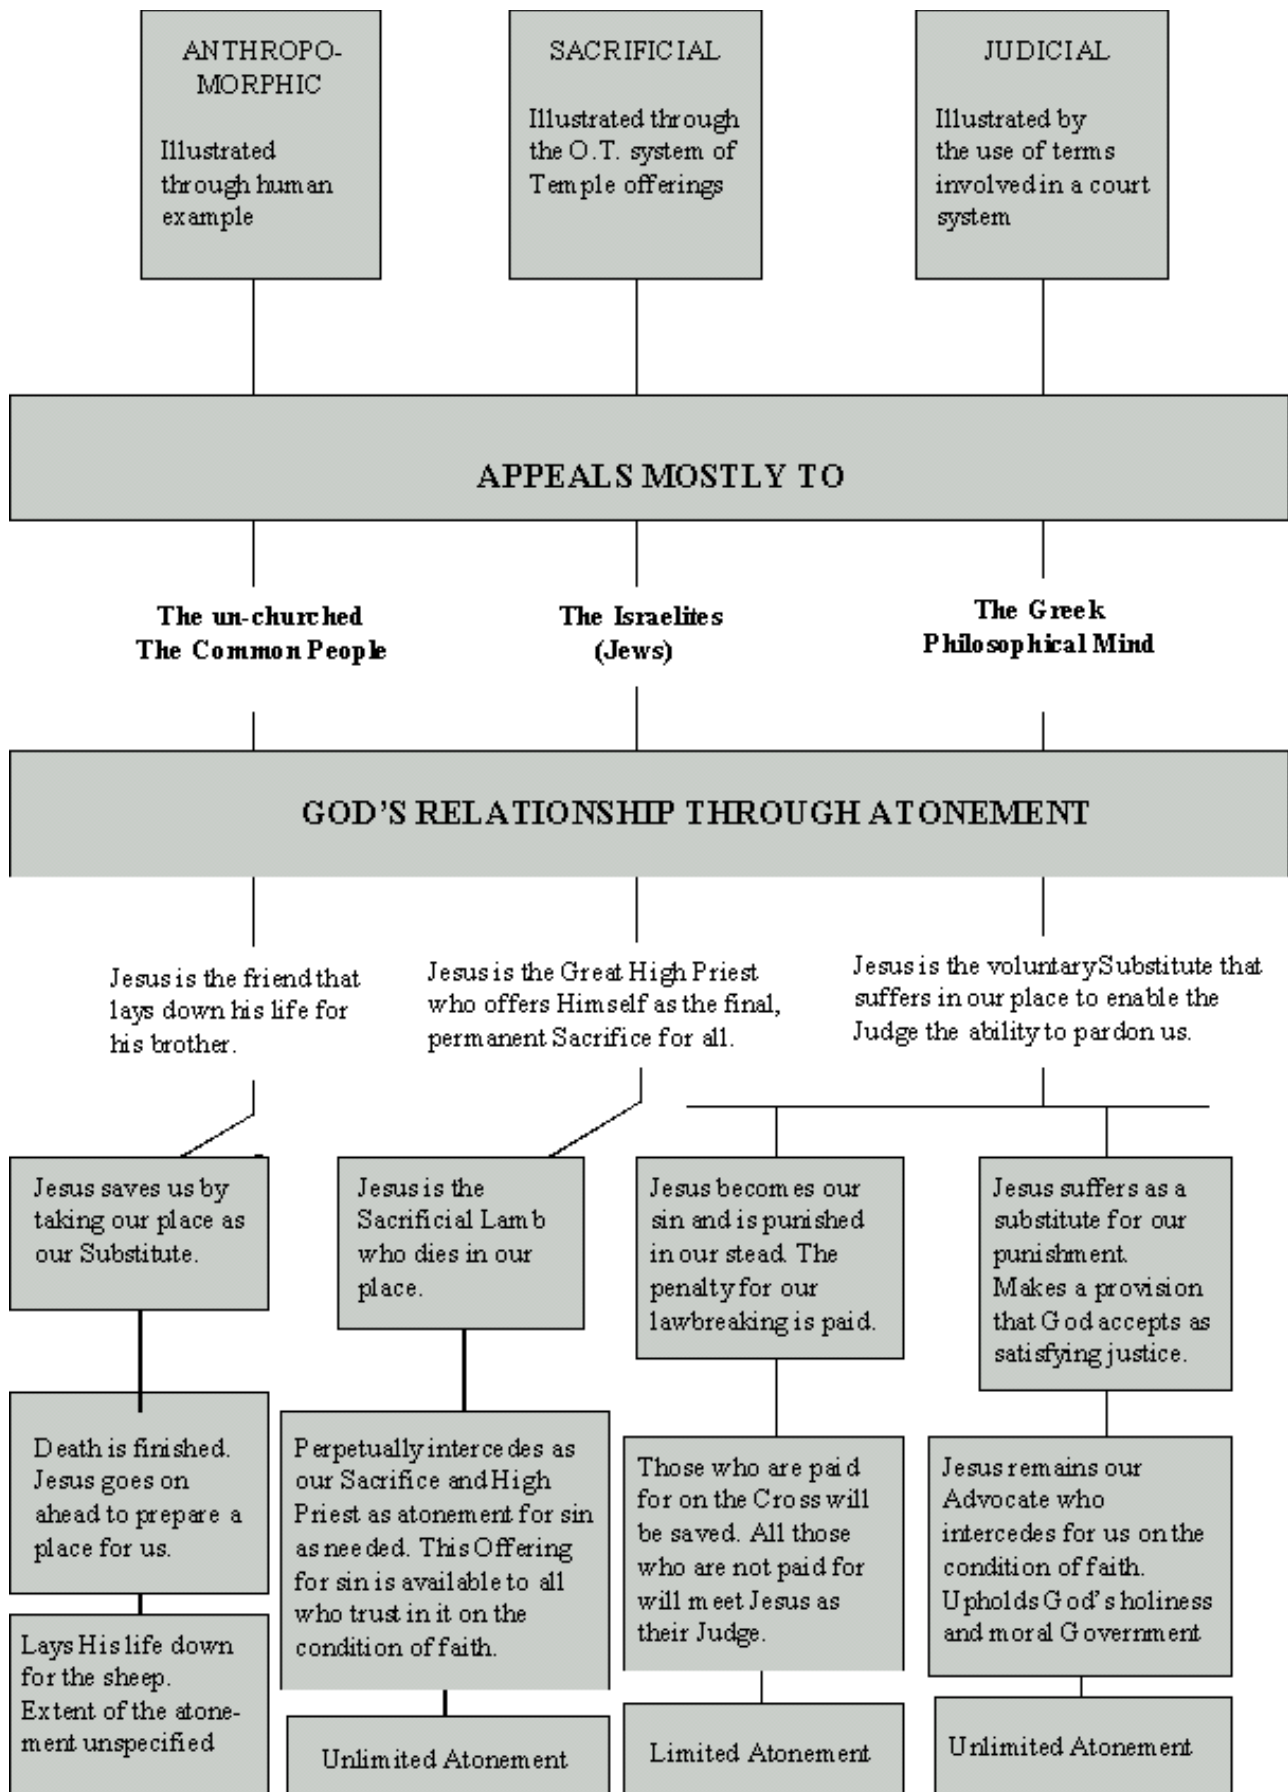 ANTHROPO-
MORPHIC
Illustrated
through human
example
SACRIFICIAL
Illustrated through
the O.T. system of
Temple offerings
JUDICIAL
Illustrated by
the use of terms
involved in a court
system
APPEALS MOSTLY TO
The un-churched
The Common People
The Israelites
(Jews)
The Greek
Philosophical Mind
GOD'S RELATIONSHIP THROUGH ATONEMENT
Jesus is the friend that
lays down his life for
his brother.
Jesus is the Great High Priest
who offers Himself as the final,
permanent Sacrifice for all.
Jesus is the voluntary Substitute that
suffers in our place to enable the
Judge the ability to pardon us.
Jesus saves us by
taking our place as
our Substitute.
Jesus is the
Sacrificial Lamb
who dies in our
place.
Jesus becomes our
sin and is punished
in our stead. The
penalty for our
lawbreaking is paid.
Jesus suffers as a
substitute for our
punishment.
Makes a provision
that God accepts as
satisfying justice.
Death is finished.
Jesus goes on
ahead to prepare a
place for us.
Perpetually intercedes as
our Sacrifice and High
Priest as atonement for sin
as needed. This Offering
for sin is available to all
who trust in it on the
condition of faith.
Those who are paid
for on the Cross will
be saved. All those
who are not paid for
will meet Jesus as
their Judge.
Jesus remains our
Advocate who
intercedes for us on the
condition of faith.
Upholds God's holiness
and moral Government
Lays His life down
for the sheep.
Extent of the atone-
ment unspecified
Unlimited Atonement
Limited Atonement
Unlimited Atonement